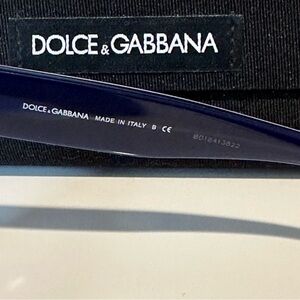 DOLCE & GABBANA
DOLCE & GABBANA MADE IN ITALY B CE